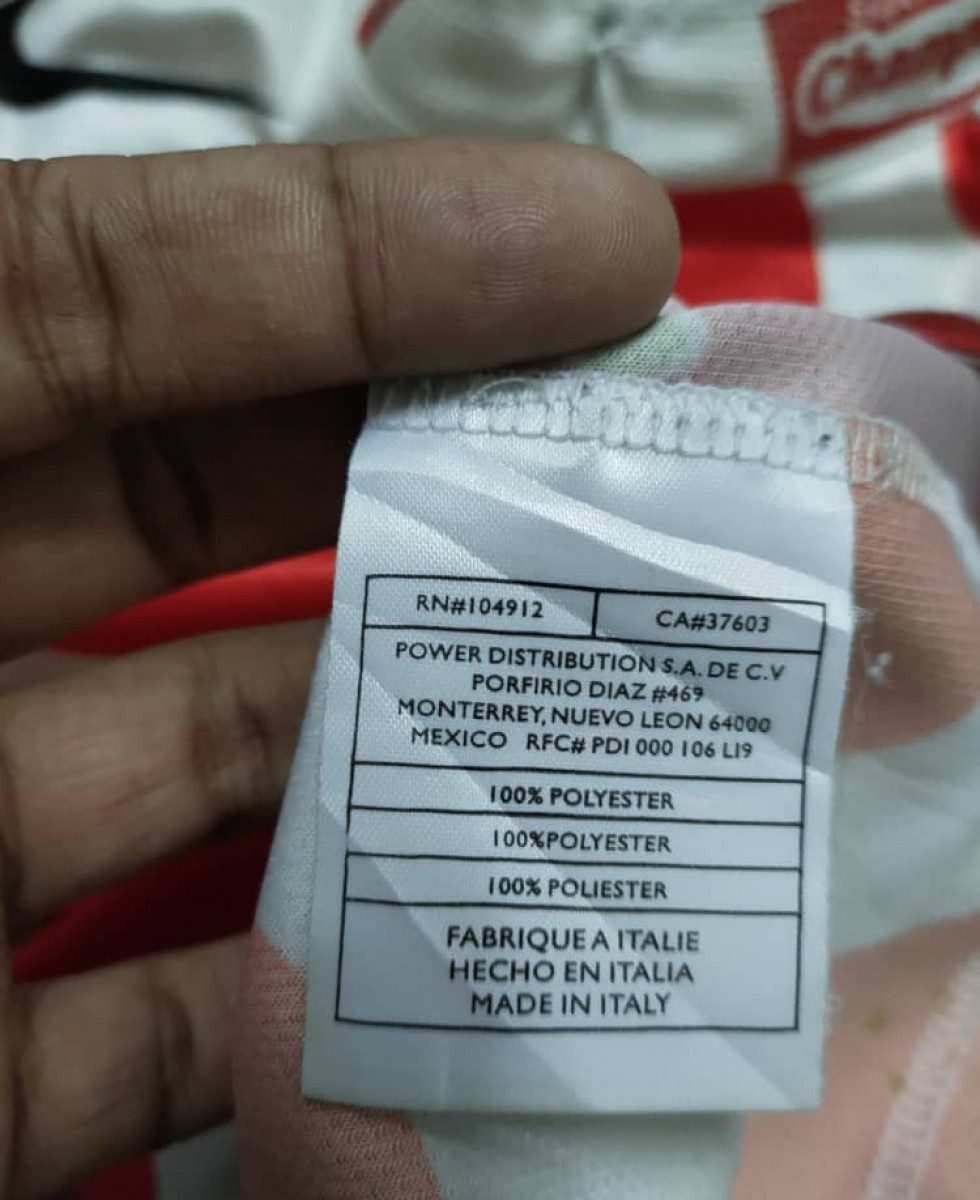 Champ
RN#104912
CA#37603
POWER DISTRIBUTION S.A. DE C.V
PORFIRIO DIAZ #469
MONTERREY, NUEVO LEON 64000
MEXICO RFC# PDI 000 106 LI9
100% POLYESTER
100%POLYESTER
100% POLIESTER
FABRIQUE A ITALIE
HECHO EN ITALIA
MADE IN ITALY